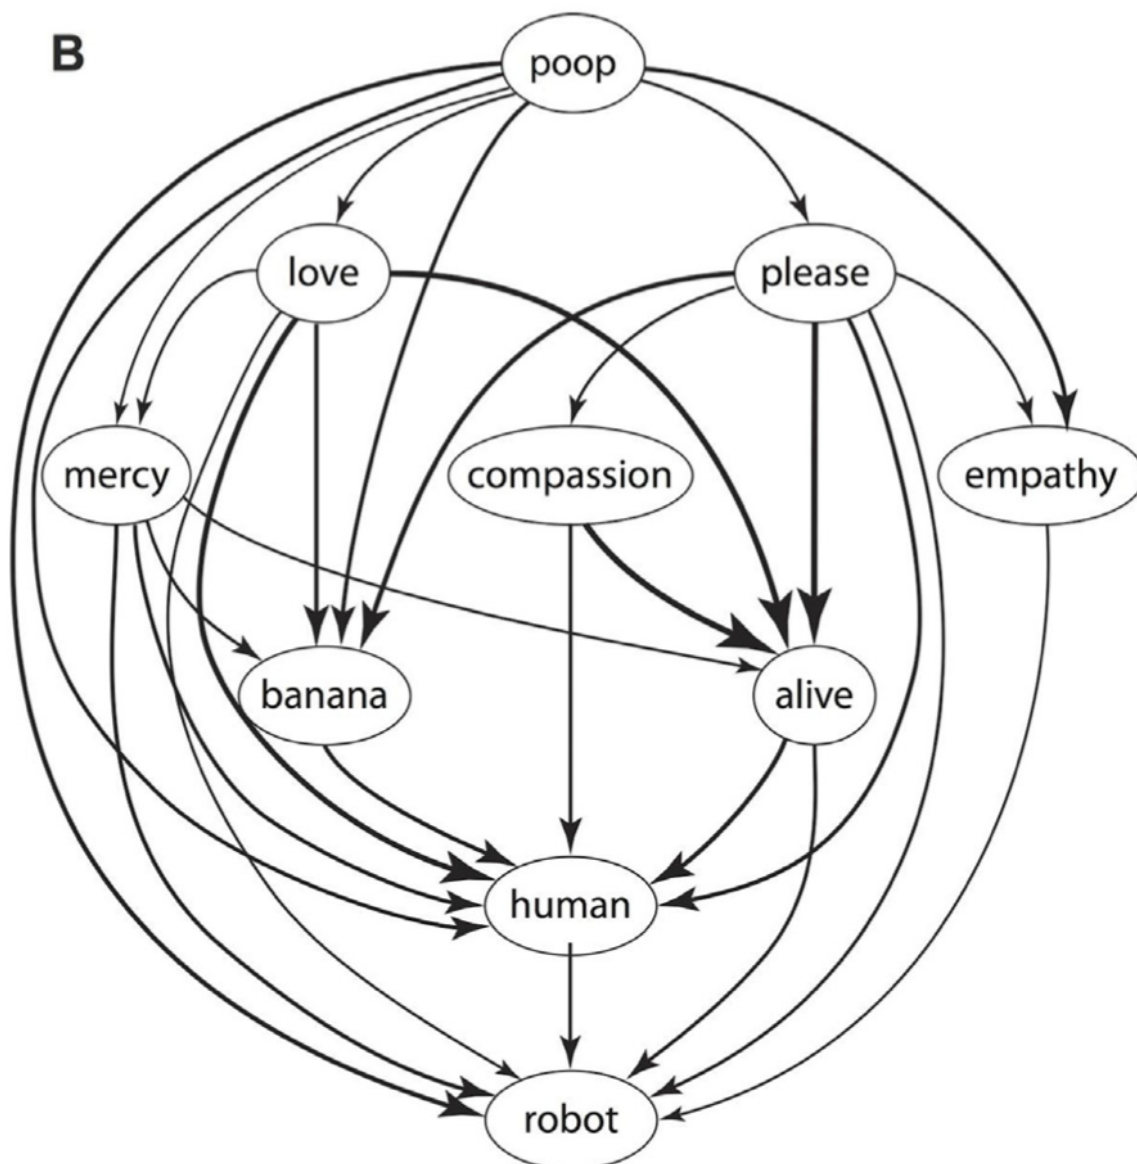 B
poop
love
please
mercy
compassion
empathy
banana
alive
human
robot